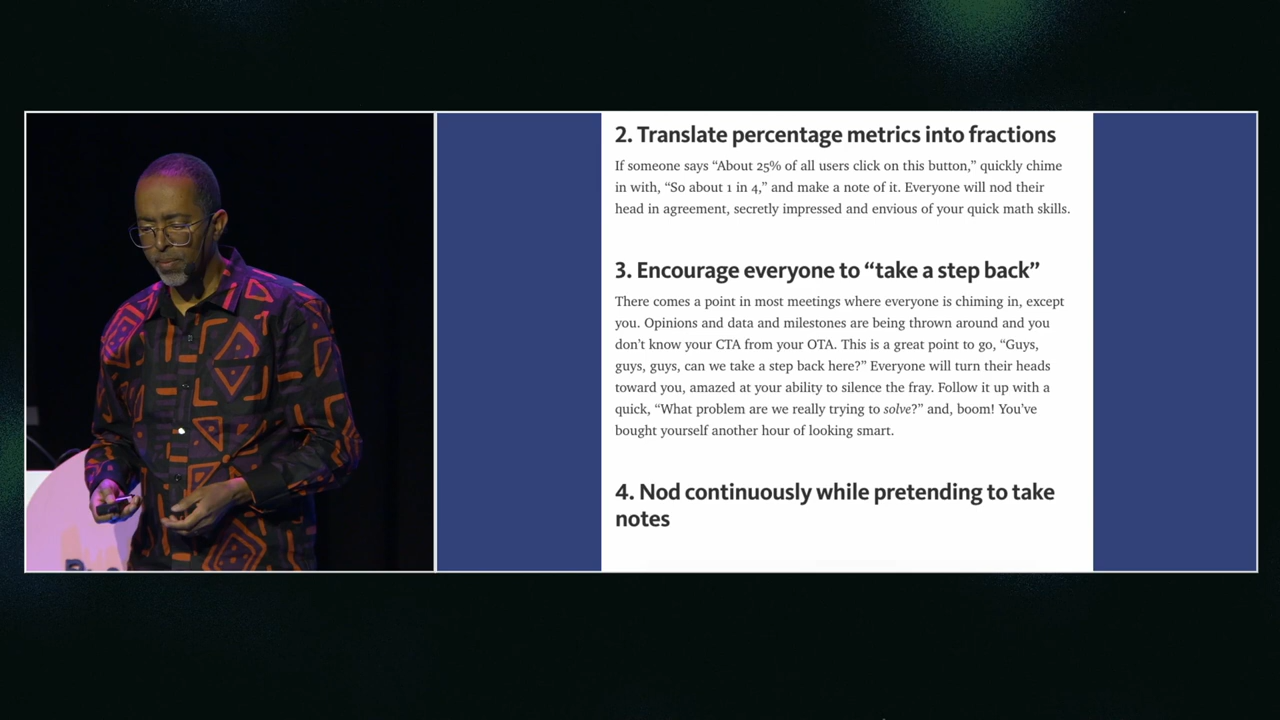 2. Translate percentage metrics into fractions
If someone says “About 25% of all users click on this button,” quickly chime
in with, “So about 1 in 4,” and make a note of it. Everyone will nod their
head in agreement, secretly impressed and envious of your quick math skills.
3. Encourage everyone to “take a step back”
There comes a point in most meetings where everyone is chiming in, except
you. Opinions and data and milestones are being thrown around and you
don’t know your CTA from your OTA. This is a great point to go, “Guys,
guys, guys, can we take a step back here?” Everyone will turn their heads
toward you, amazed at your ability to silence the fray. Follow it up with a
quick, “What problem are we really trying to solve?” and, boom! You’ve
bought yourself another hour of looking smart.
4. Nod continuously while pretending to take
notes